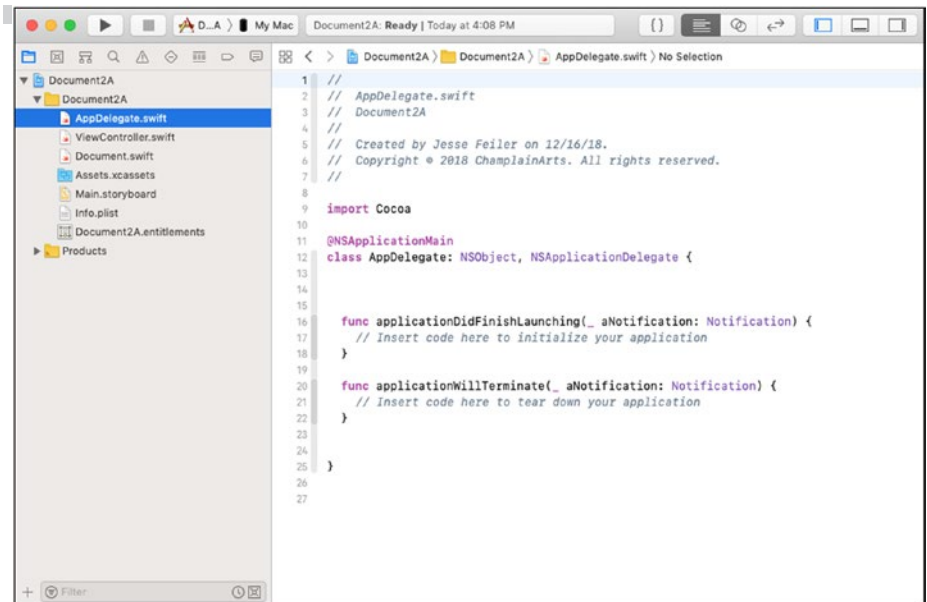 D...A 〉 My Mac
Document2A: Ready | Today at 4:08 PM
{}
Document2A 〉 Document2A 〉 AppDelegate.swift 〉 No Selection
Document2A
Document2A
AppDelegate.swift
ViewController.swift
Document.swift
Assets.xcassets
Main.storyboard
Info.plist
Document2A.entitlements
Products
1 //
2 //  AppDelegate.swift
3 //  Document2A
4 //
5 //  Created by Jesse Feiler on 12/16/18.
6 //  Copyright © 2018 ChamplainArts. All rights reserved.
7 //
8
9 import Cocoa
10
11 @NSApplicationMain
12 class AppDelegate: NSObject, NSApplicationDelegate {
13
14
15
16   func applicationDidFinishLaunching(_ aNotification: Notification) {
17     // Insert code here to initialize your application
18   }
19
20   func applicationWillTerminate(_ aNotification: Notification) {
21     // Insert code here to tear down your application
22   }
23
24
25 }
26
27
Filter